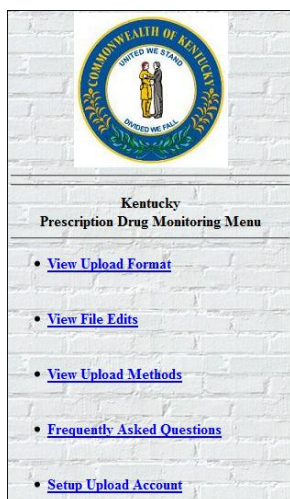 COMMONWEALTH OF KENTUCKY
UNITED WE STAND
DIVIDED WE FALL
Kentucky
Prescription Drug Monitoring Menu
View Upload Format
View File Edits
View Upload Methods
Frequently Asked Questions
Setup Upload Account